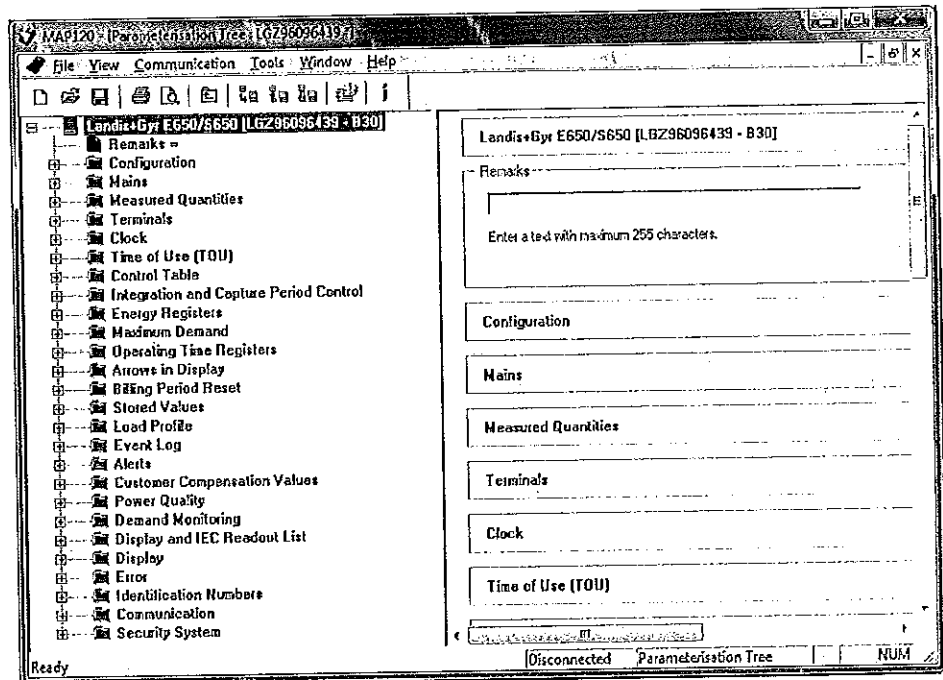 MAP120 - [Parameterisation Tree: LGZ96096439.7]
File View Communication Tools Window Help
Landis+Gyr E650/S650 [LGZ96096439 - B30]
Remarks =
Configuration
Mains
Measured Quantities
Terminals
Clock
Time of Use (TOU)
Control Table
Integration and Capture Period Control
Energy Registers
Maximum Demand
Operating Time Registers
Arrows in Display
Billing Period Reset
Stored Values
Load Profile
Event Log
Alerts
Customer Compensation Values
Power Quality
Demand Monitoring
Display and IEC Readout List
Display
Error
Identification Numbers
Communication
Security System
Landis+Gyr E650/S650 [LGZ96096439 - B30]
Remarks
Enter a text with maximum 255 characters.
Configuration
Mains
Measured Quantities
Terminals
Clock
Time of Use (TOU)
Ready
Disconnected Parameterisation Tree NUM